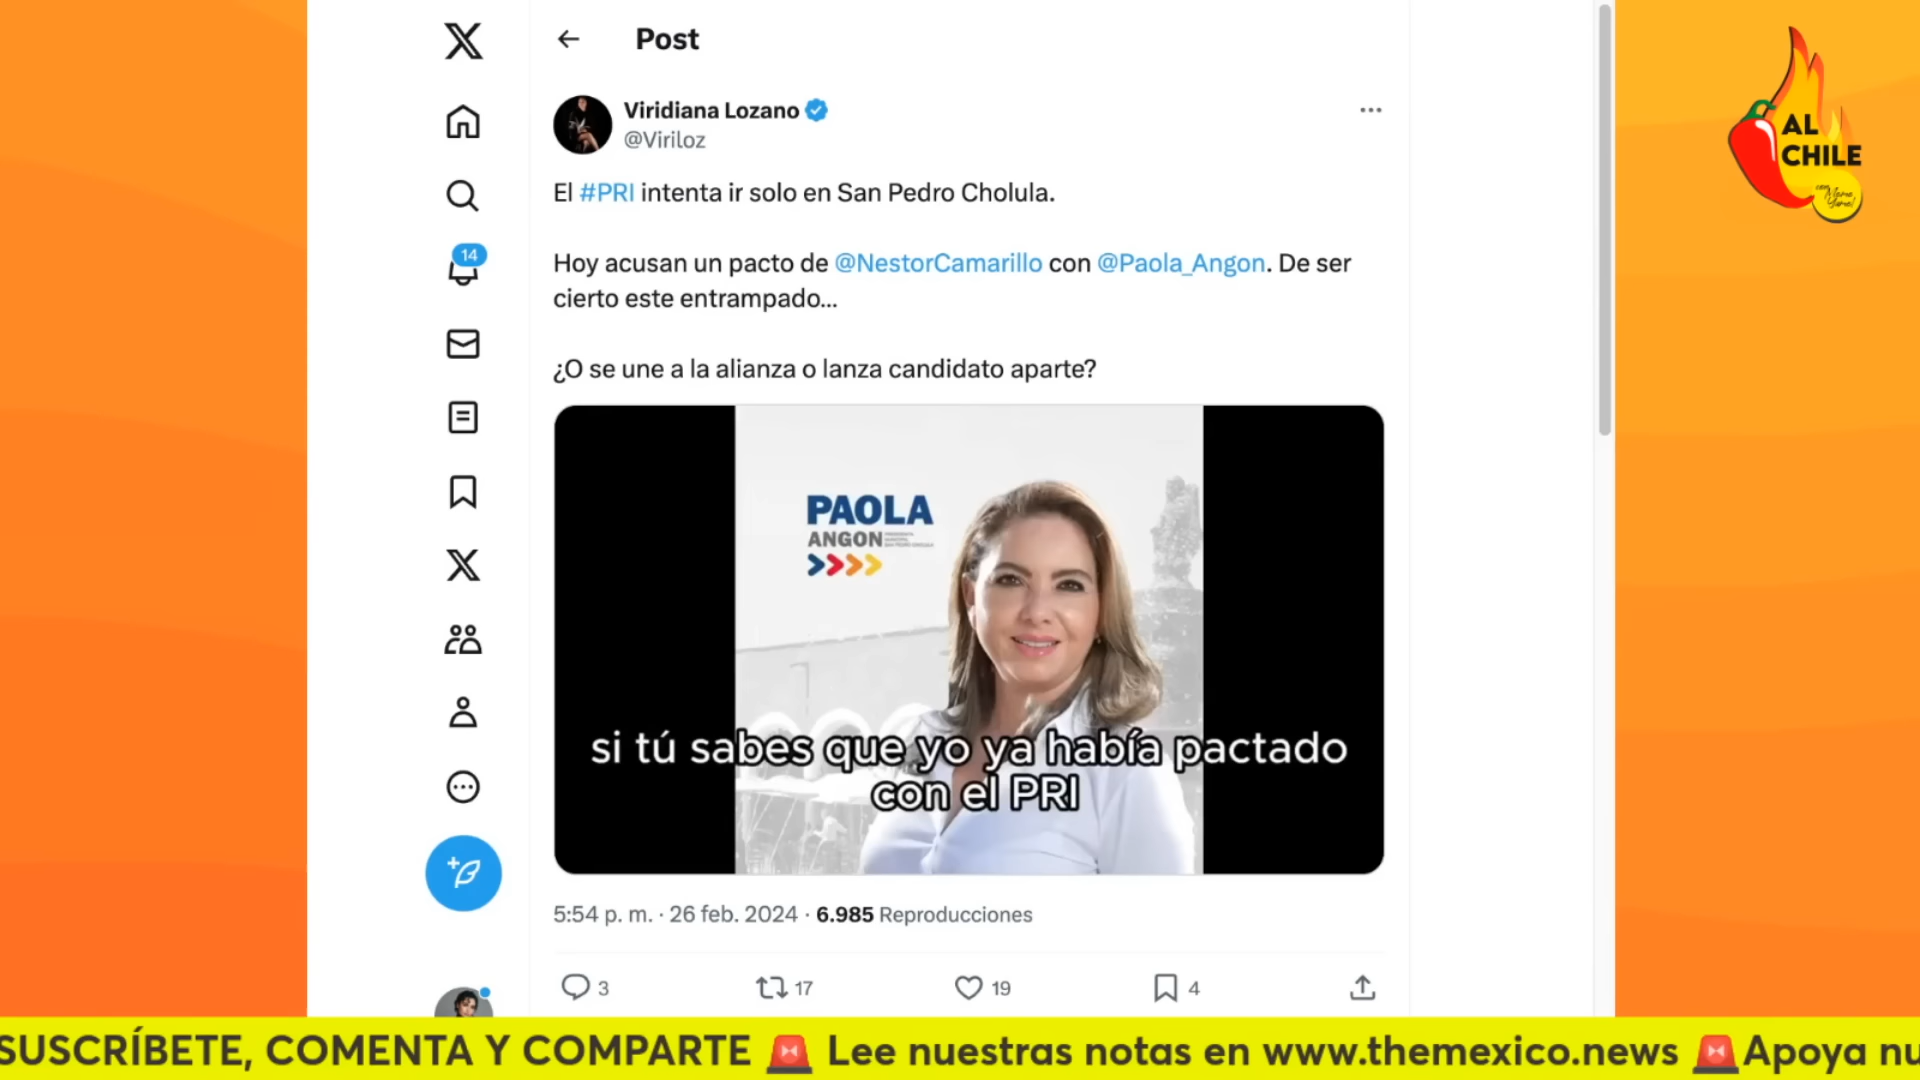 Post
Viridiana Lozano
@Viriloz
El #PRI intenta ir solo en San Pedro Cholula.
Hoy acusan un pacto de @NestorCamarillo con @Paola_Angon. De ser
cierto este entrampado...
¿O se une a la alianza o lanza candidato aparte?
PAOLA
ANGON
si tú sabes que yo ya había pactado
con el PRI
5:54 p. m. · 26 feb. 2024 · 6.985 Reproducciones
3
17
19
4
14
AL
CHILE
SUSCRÍBETE, COMENTA Y COMPARTE 🚨 Lee nuestras notas en www.themexico.news 🚨 Apoya nu